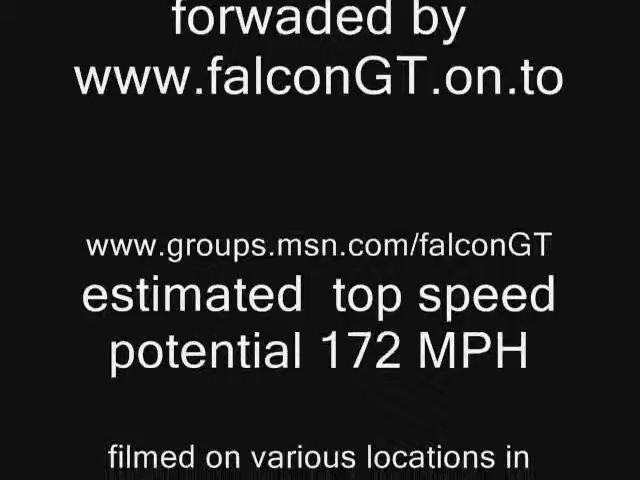 forwaded by
www.falconGT.on.to
www.groups.msn.com/falconGT
estimated  top speed
potential 172 MPH
filmed on various locations in